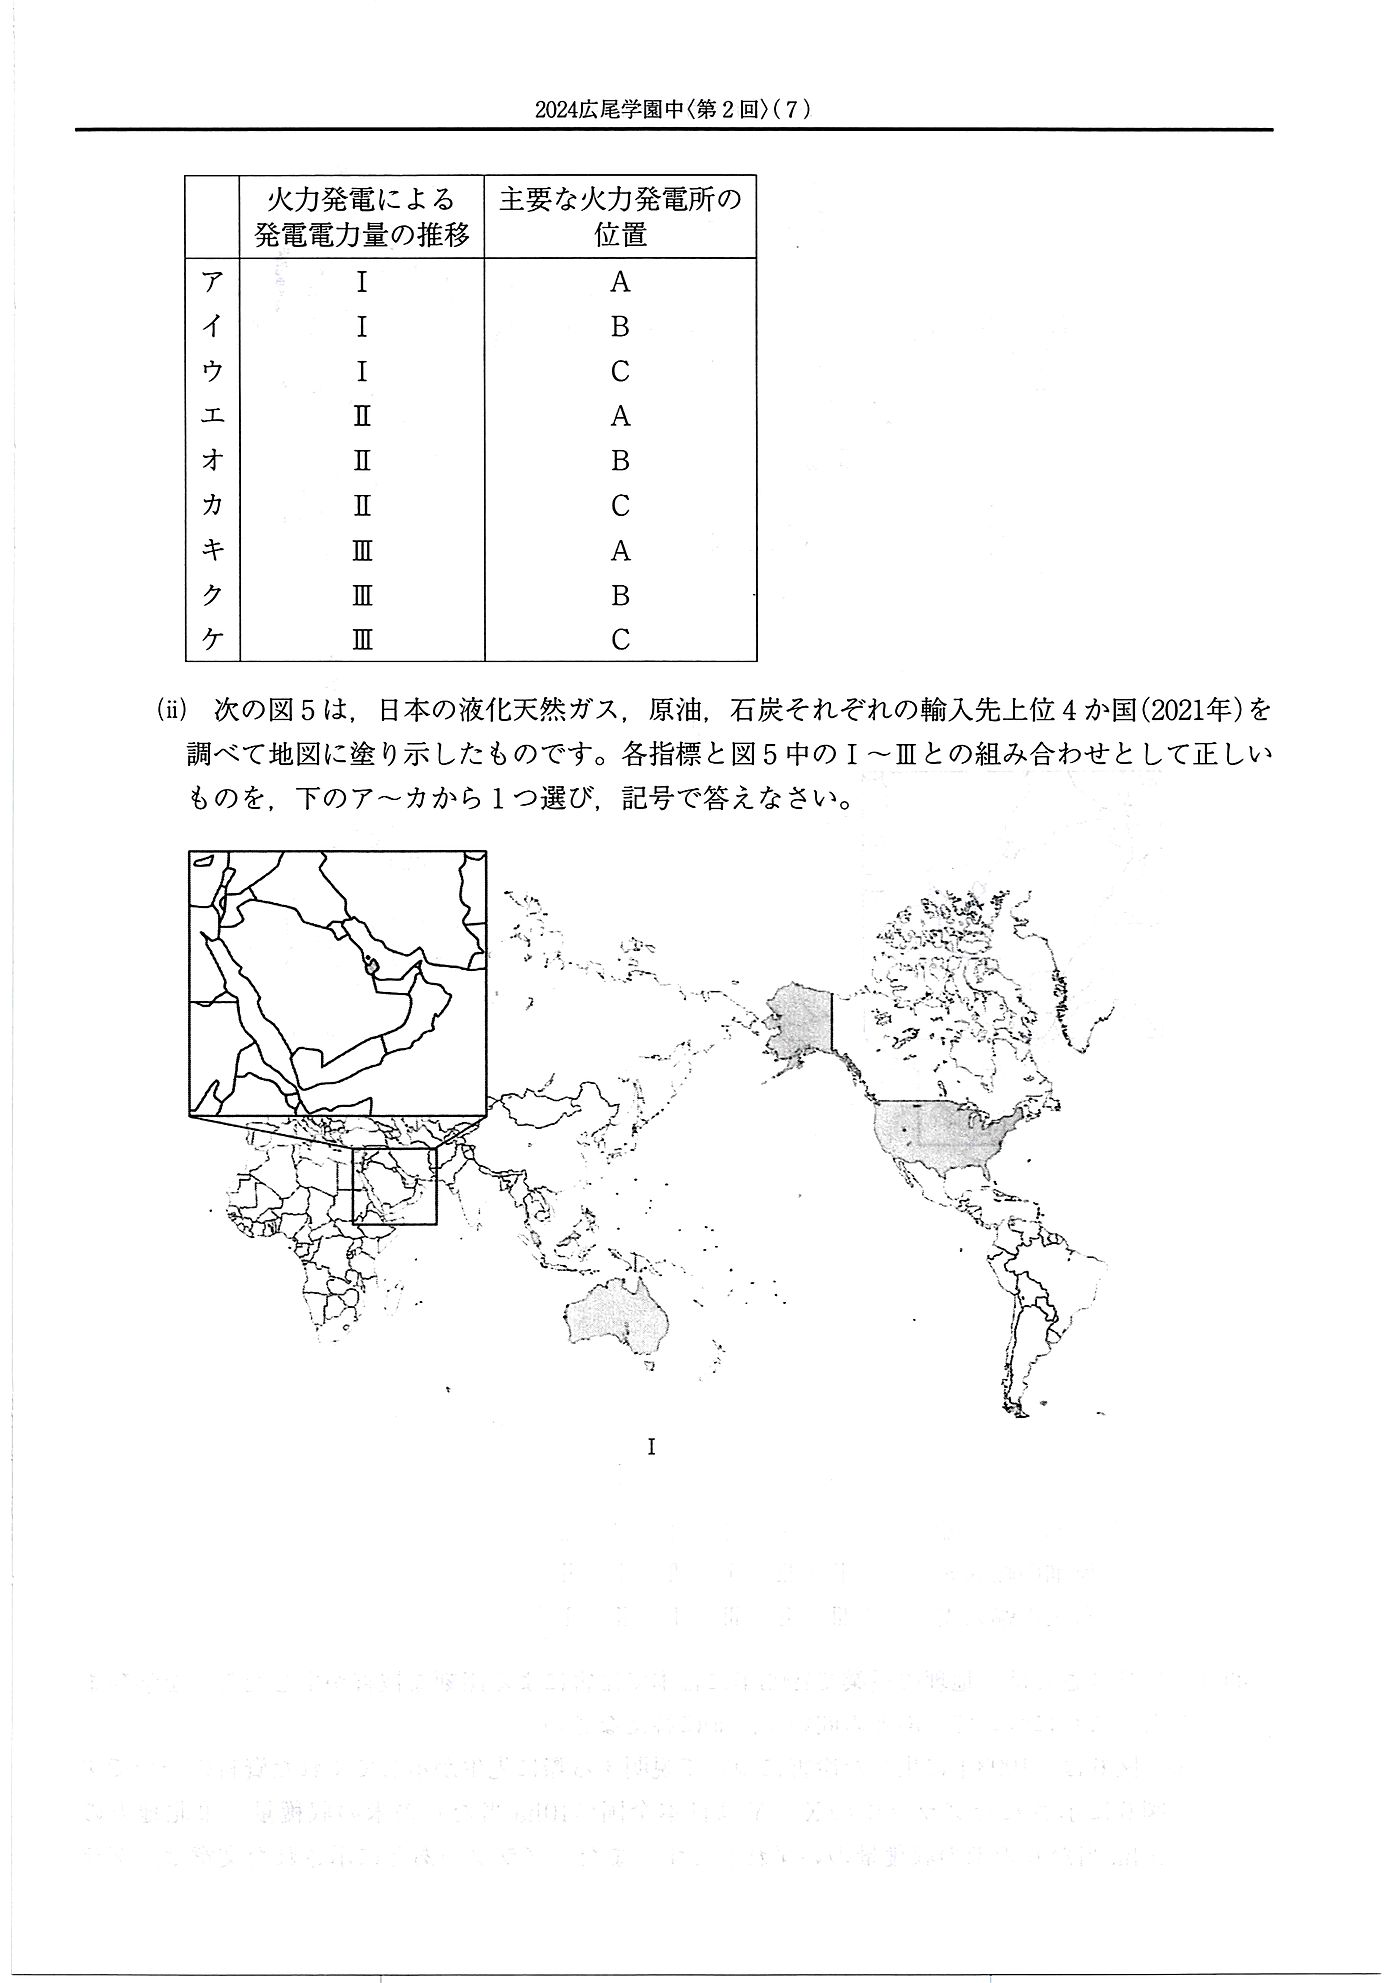 2024広尾学園中〈第2回〉(7)
火力発電による発電電力量の推移 主要な火力発電所の位置
ア Ⅰ A
イ Ⅰ B
ウ Ⅰ C
エ Ⅱ A
オ Ⅱ B
カ Ⅱ C
キ Ⅲ A
ク Ⅲ B
ケ Ⅲ C
(ii) 次の図5は，日本の液化天然ガス，原油，石炭それぞれの輸入先上位4か国(2021年)を
調べて地図に塗り示したものです。各指標と図5中のⅠ～Ⅲとの組み合わせとして正しい
ものを，下のア～カから1つ選び，記号で答えなさい。
Ⅰ